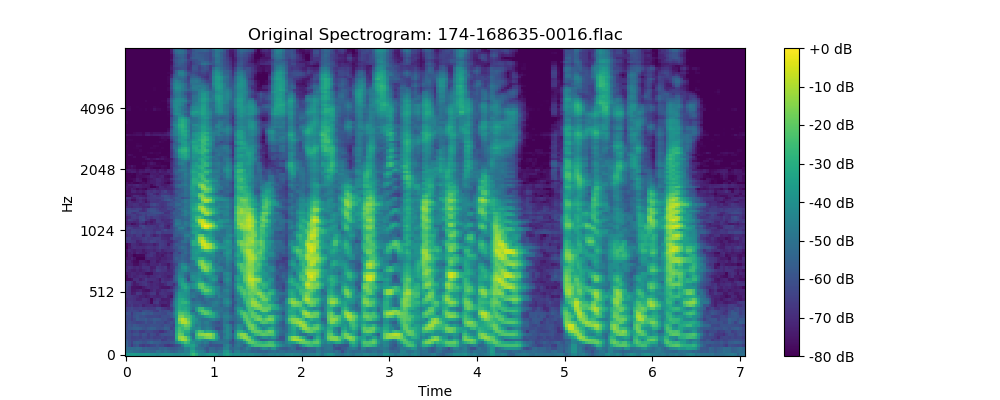 Original Spectrogram: 174-168635-0016.flac
Hz
4096
2048
1024
512
0
0 1 2 3 4 5 6 7
Time
+0 dB
-10 dB
-20 dB
-30 dB
-40 dB
-50 dB
-60 dB
-70 dB
-80 dB